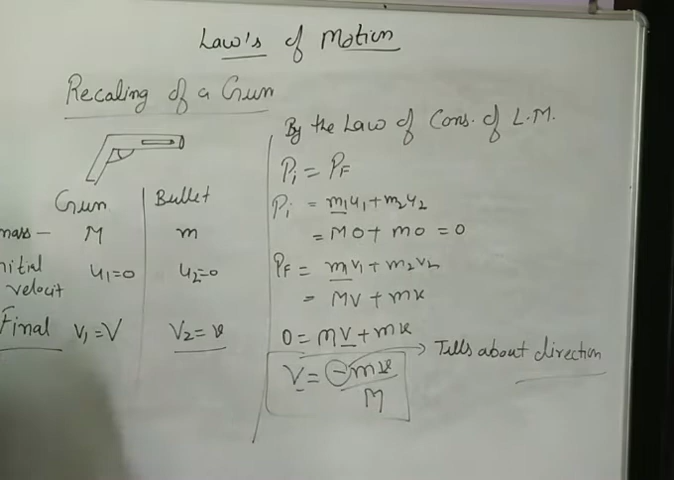 Law's of Motion
Recaling of a Gun
Gun Bullet
mass - M m
nitial velocit u₁=0 u₂=0
Final v₁=V V₂=v
By the Law of Cons. of L.M.
Pi = PF
Pi = m₁u₁+m₂u₂
= M0+m0=0
PF = m₁v₁+m₂v₂
= MV+mv
0=MV+mv
V = -mv/M → Tells about direction